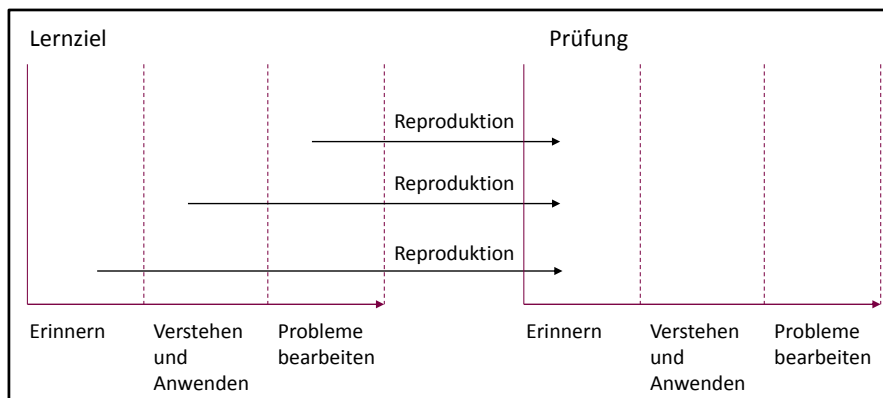 Lernziel
Prüfung
Reproduktion
Reproduktion
Reproduktion
Erinnern
Verstehen
und
Anwenden
Probleme
bearbeiten
Erinnern
Verstehen
und
Anwenden
Probleme
bearbeiten